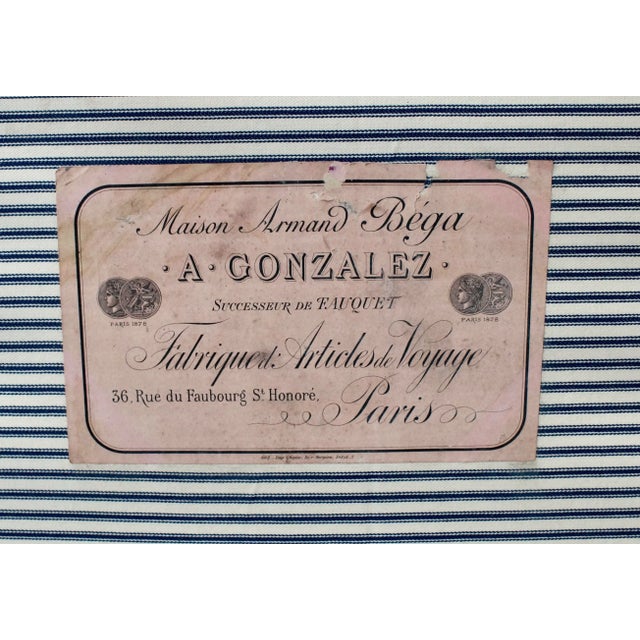 Maison Armand Béga
· A · GONZALEZ ·
SUCCESSEUR DE FAUQUET
PARIS 1878
PARIS 1878
Fabrique d'Articles de Voyage
36, Rue du Faubourg St Honoré,
Paris